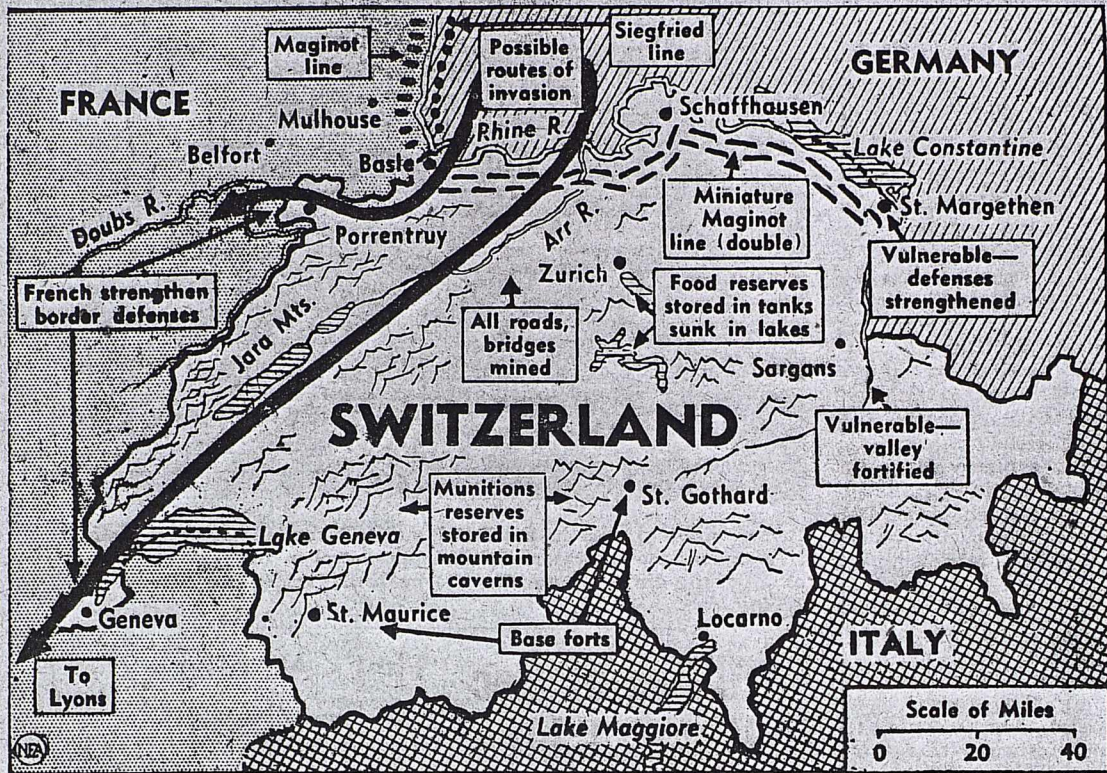 Maginot
line
Possible
routes of
invasion
Siegfried
line
FRANCE
GERMANY
Mulhouse
Schaffhausen
Rhine R
Belfort
Basle
Lake Constantine
Doubs R.
Porrentruy
Arr R.
Miniature
Maginot
line (double)
St. Margethen
French strengthen
border defenses
Zurich
Food reserves
stored in tanks
sunk in lakes
Vulnerable—
defenses
strengthened
Jara Mts.
All roads,
bridges
mined
Sargans
SWITZERLAND
Vulnerable—
valley
fortified
Munitions
reserves
stored in
mountain
caverns
St. Gothard
Lake Geneva
Geneva
St. Maurice
Base forts
Locarno
ITALY
To
Lyons
Lake Maggiore
Scale of Miles
0 20 40
NEA